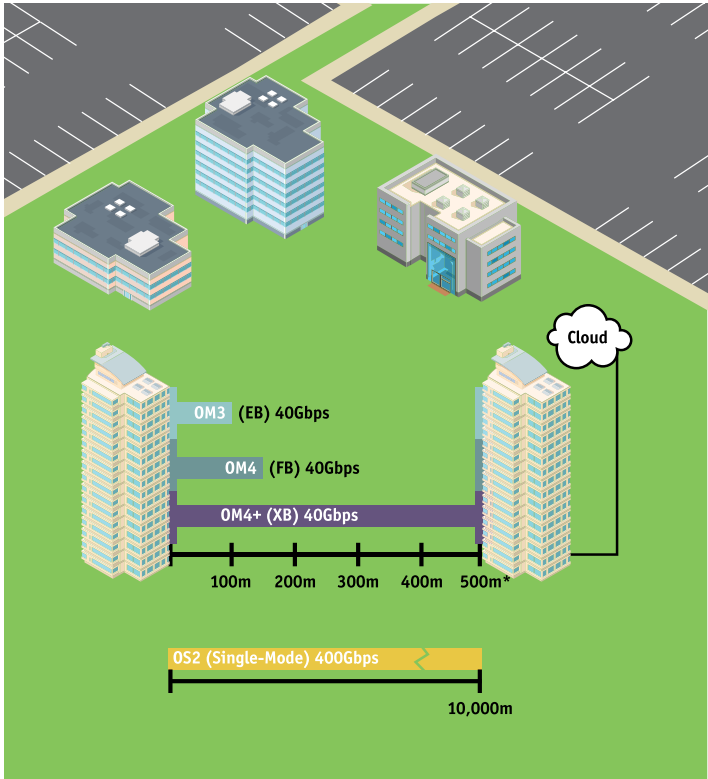 Cloud
OM3 (EB) 40Gbps
OM4 (FB) 40Gbps
OM4+ (XB) 40Gbps
100m 200m 300m 400m 500m*
OS2 (Single-Mode) 400Gbps
10,000m